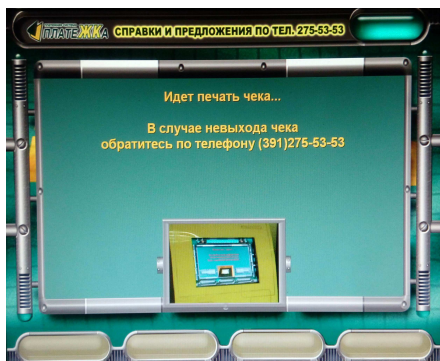 ПЛАТЕЖКА
СПРАВКИ И ПРЕДЛОЖЕНИЯ ПО ТЕЛ. 275-53-53
Идет печать чека...
В случае невыхода чека
обратитесь по телефону (391)275-53-53